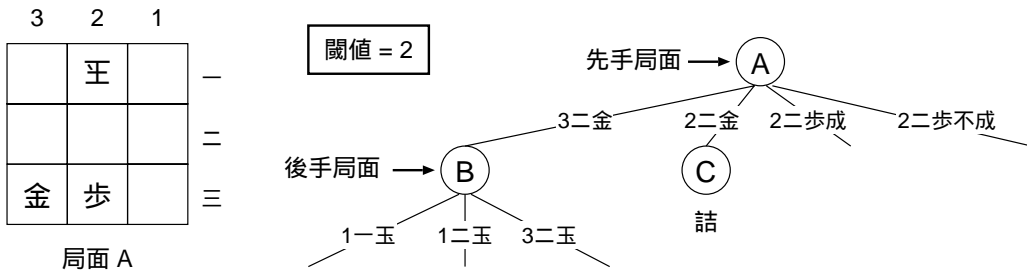 3 2 1
王 一
二
金 歩 三
局面 A
閾値 = 2
先手局面 A
3二金 2二金 2二歩成 2二歩不成
後手局面 B C
詰
1一玉 1二玉 3二玉